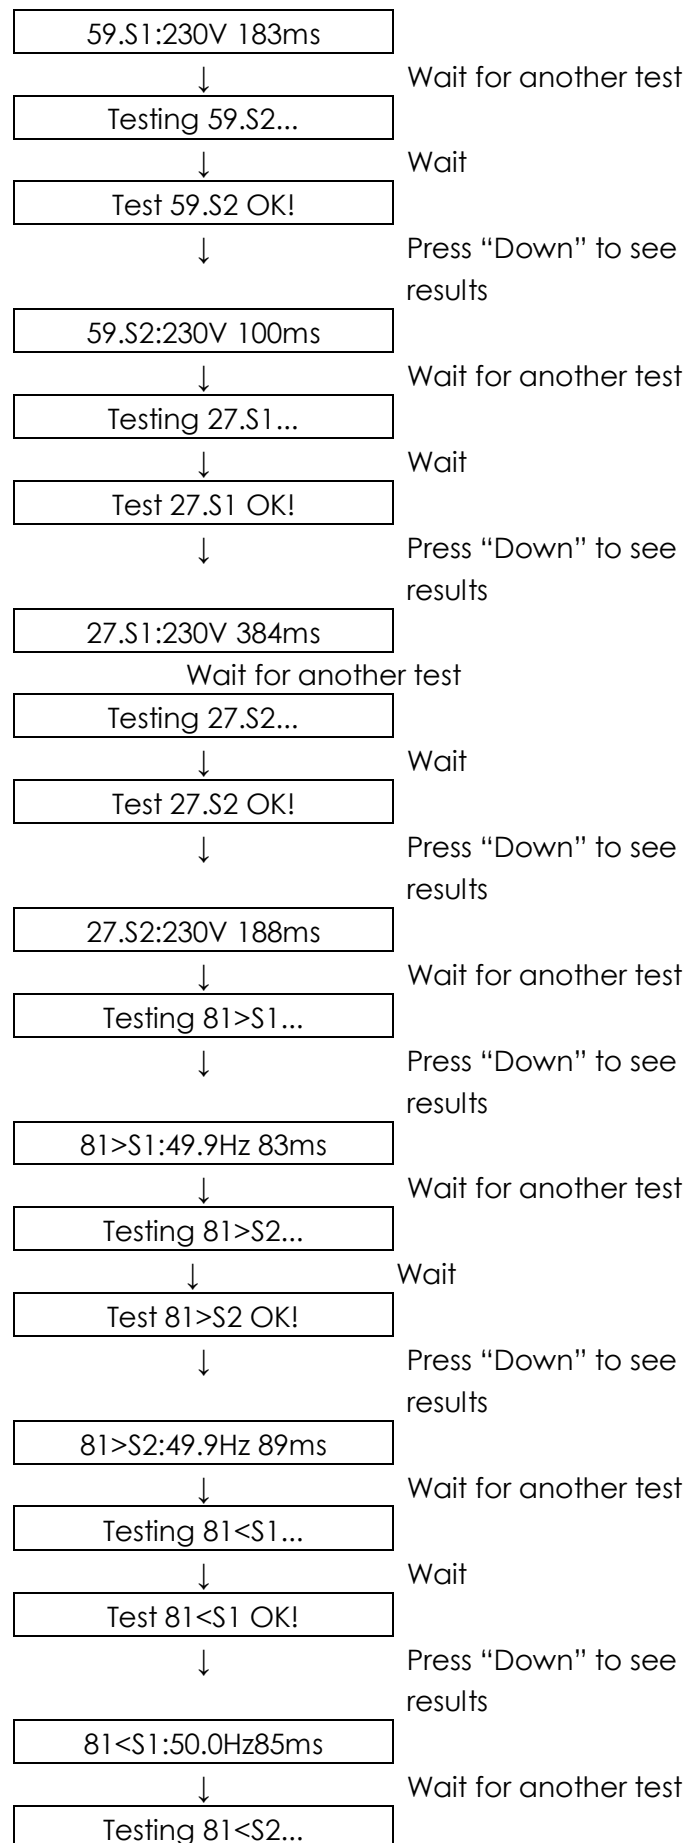 59.S1:230V 183ms
↓ Wait for another test
Testing 59.S2...
↓ Wait
Test 59.S2 OK!
↓ Press “Down” to see
results
59.S2:230V 100ms
↓ Wait for another test
Testing 27.S1...
↓ Wait
Test 27.S1 OK!
↓ Press “Down” to see
results
27.S1:230V 384ms
Wait for another test
Testing 27.S2...
↓ Wait
Test 27.S2 OK!
↓ Press “Down” to see
results
27.S2:230V 188ms
↓ Wait for another test
Testing 81>S1...
↓ Press “Down” to see
results
81>S1:49.9Hz 83ms
↓ Wait for another test
Testing 81>S2...
↓ Wait
Test 81>S2 OK!
↓ Press “Down” to see
results
81>S2:49.9Hz 89ms
↓ Wait for another test
Testing 81<S1...
↓ Wait
Test 81<S1 OK!
↓ Press “Down” to see
results
81<S1:50.0Hz85ms
↓ Wait for another test
Testing 81<S2...